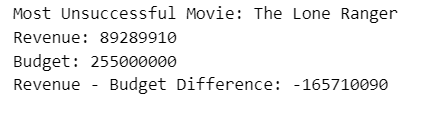 Most Unsuccessful Movie: The Lone Ranger
Revenue: 89289910
Budget: 255000000
Revenue - Budget Difference: -165710090